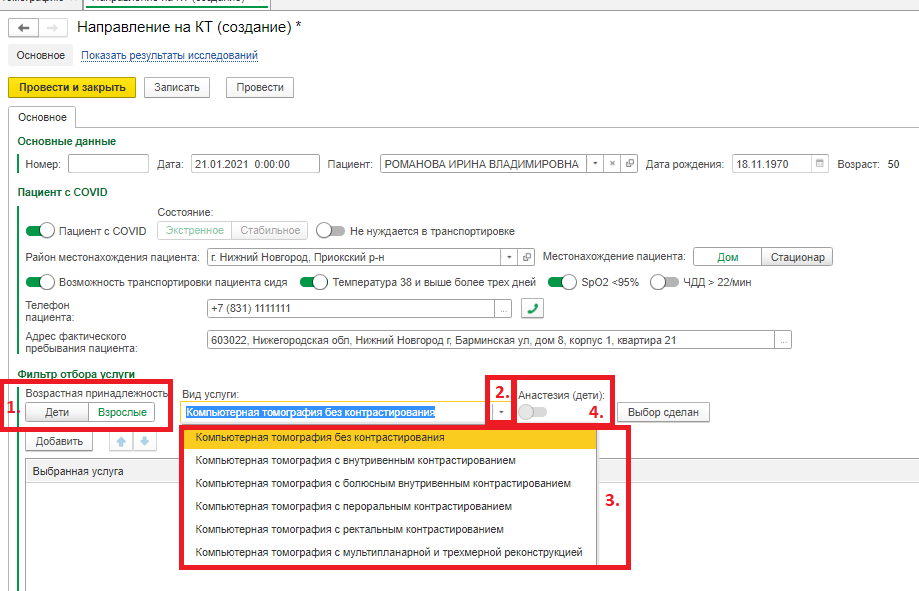 Направление на КТ (создание) *
Основное Показать результаты исследований
Провести и закрыть Записать Провести
Основное
Основные данные
Номер: Дата: 21.01.2021 0:00:00 Пациент: РОМАНОВА ИРИНА ВЛАДИМИРОВНА Дата рождения: 18.11.1970 Возраст: 50
Пациент с COVID
Состояние:
Пациент с COVID Экстренное Стабильное Не нуждается в транспортировке
Район местонахождения пациента: г. Нижний Новгород, Приокский р-н Местонахождение пациента: Дом Стационар
Возможность транспортировки пациента сидя Температура 38 и выше более трех дней SpO2 <95% ЧДД > 22/мин
Телефон
пациента: +7 (831) 1111111 ...
Адрес фактического
пребывания пациента: 603022, Нижегородская обл, Нижний Новгород г, Барминская ул, дом 8, корпус 1, квартира 21 ...
Фильтр отбора услуги
Возрастная принадлежность Вид услуги: 2. Анастезия (дети):
1. Дети Взрослые Компьютерная томография без контрастирования 4. Выбор сделан
Добавить
Компьютерная томография без контрастирования
Компьютерная томография с внутривенным контрастированием
Выбранная услуга
Компьютерная томография с болюсным внутривенным контрастированием
Компьютерная томография с пероральным контрастированием
3.
Компьютерная томография с ректальным контрастированием
Компьютерная томография с мультипланарной и трехмерной реконструкцией